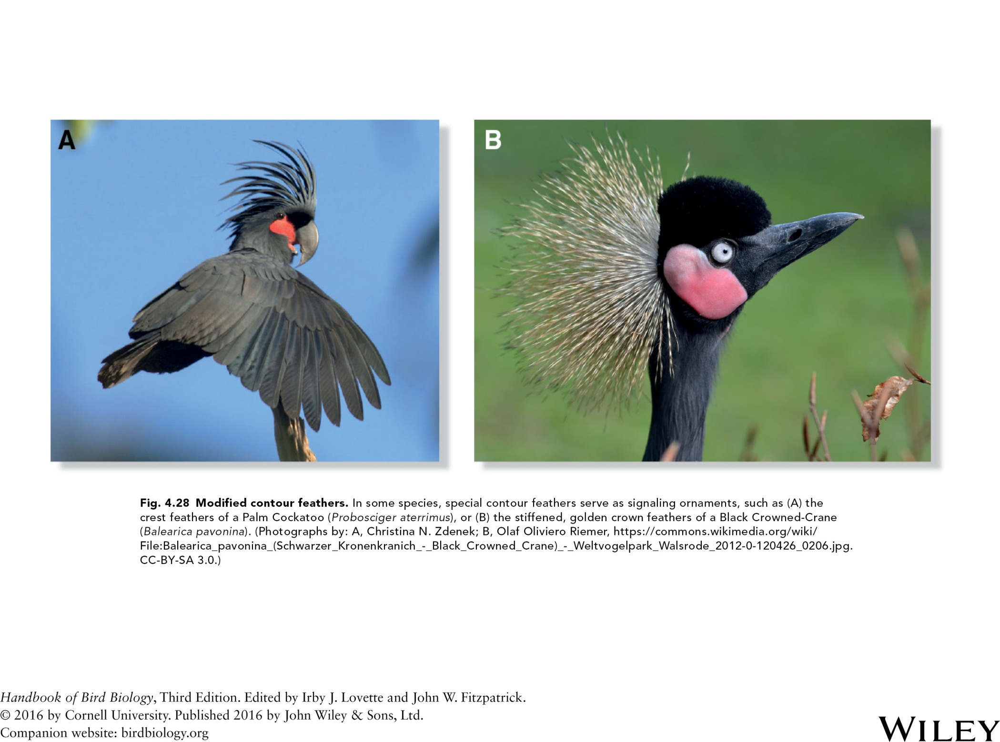 A
B
Fig. 4.28 Modified contour feathers. In some species, special contour feathers serve as signaling ornaments, such as (A) the
crest feathers of a Palm Cockatoo (Probosciger aterrimus), or (B) the stiffened, golden crown feathers of a Black Crowned-Crane
(Balearica pavonina). (Photographs by: A, Christina N. Zdenek; B, Olaf Oliviero Riemer, https://commons.wikimedia.org/wiki/
File:Balearica_pavonina_(Schwarzer_Kronenkranich_-_Black_Crowned_Crane)_-_Weltvogelpark_Walsrode_2012-0-120426_0206.jpg.
CC-BY-SA 3.0.)
Handbook of Bird Biology, Third Edition. Edited by Irby J. Lovette and John W. Fitzpatrick.
© 2016 by Cornell University. Published 2016 by John Wiley & Sons, Ltd.
Companion website: birdbiology.org
WILEY